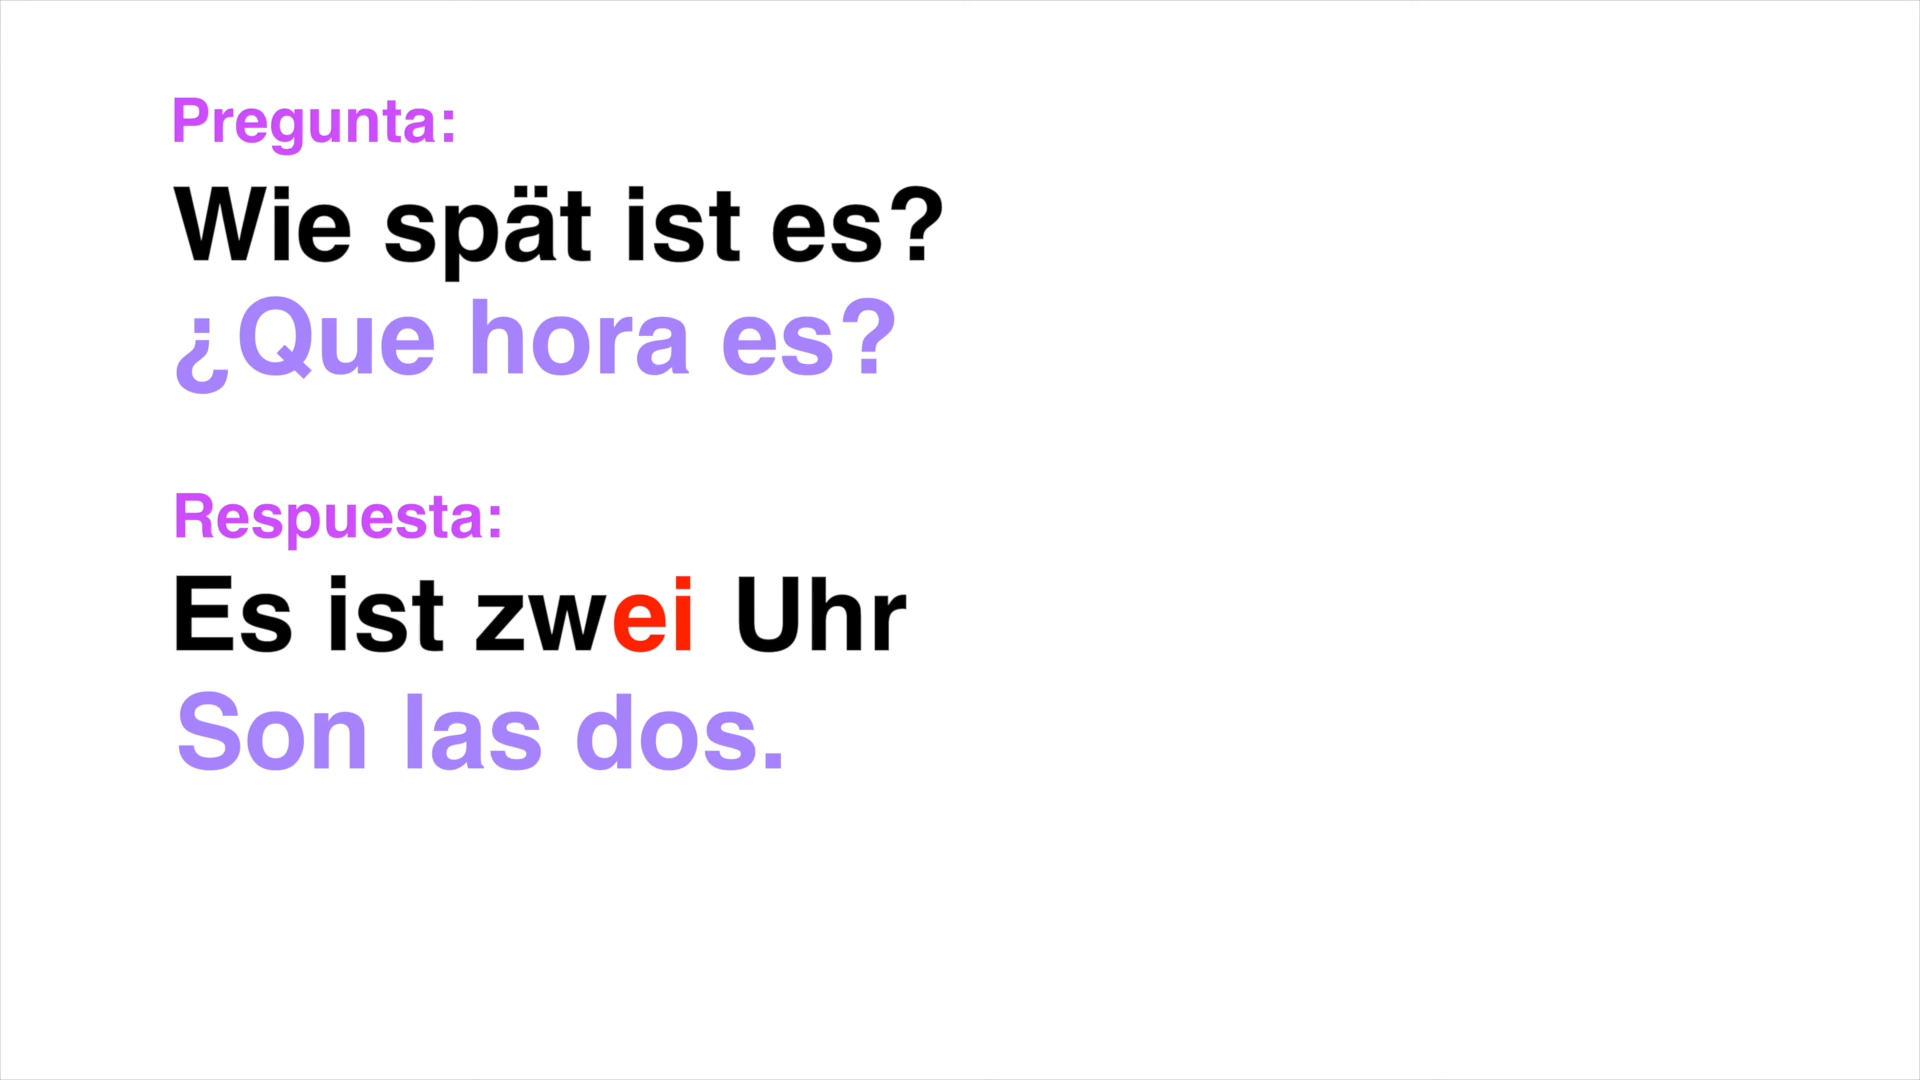 Pregunta:
Wie spät ist es?
¿Que hora es?
Respuesta:
Es ist zwei Uhr
Son las dos.